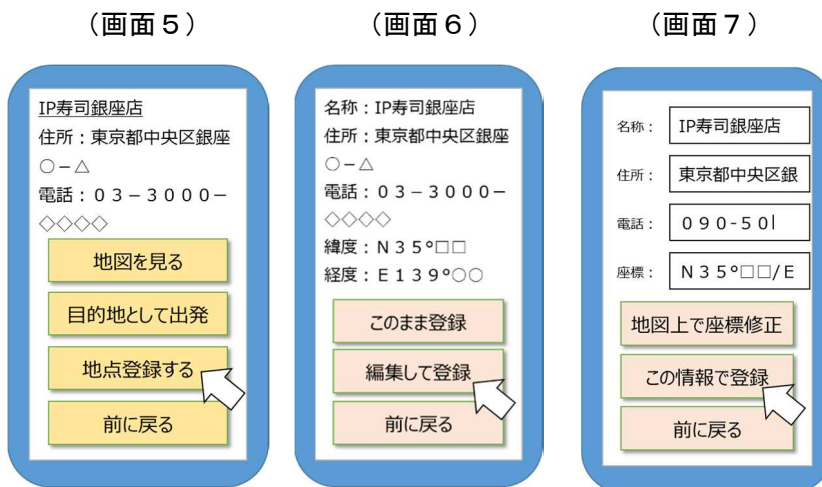 （画面５）
IP寿司銀座店
住所：東京都中央区銀座
○－△
電話：０３－３０００－
◇◇◇◇
地図を見る
目的地として出発
地点登録する
前に戻る
（画面６）
名称：IP寿司銀座店
住所：東京都中央区銀座
○－△
電話：０３－３０００－
◇◇◇◇
緯度：Ｎ３５°□□
経度：Ｅ１３９°○○
このまま登録
編集して登録
前に戻る
（画面７）
名称： IP寿司銀座店
住所： 東京都中央区銀
電話： ０９０-５０l
座標： Ｎ３５°□□/Ｅ
地図上で座標修正
この情報で登録
前に戻る